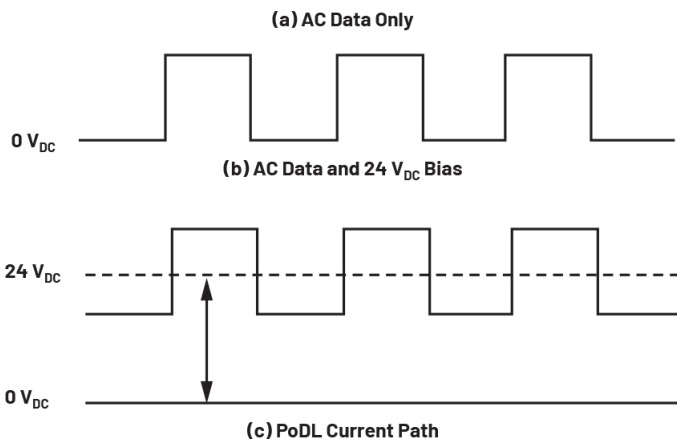 (a) AC Data Only
0 VDC
(b) AC Data and 24 VDC Bias
24 VDC
0 VDC
(c) PoDL Current Path